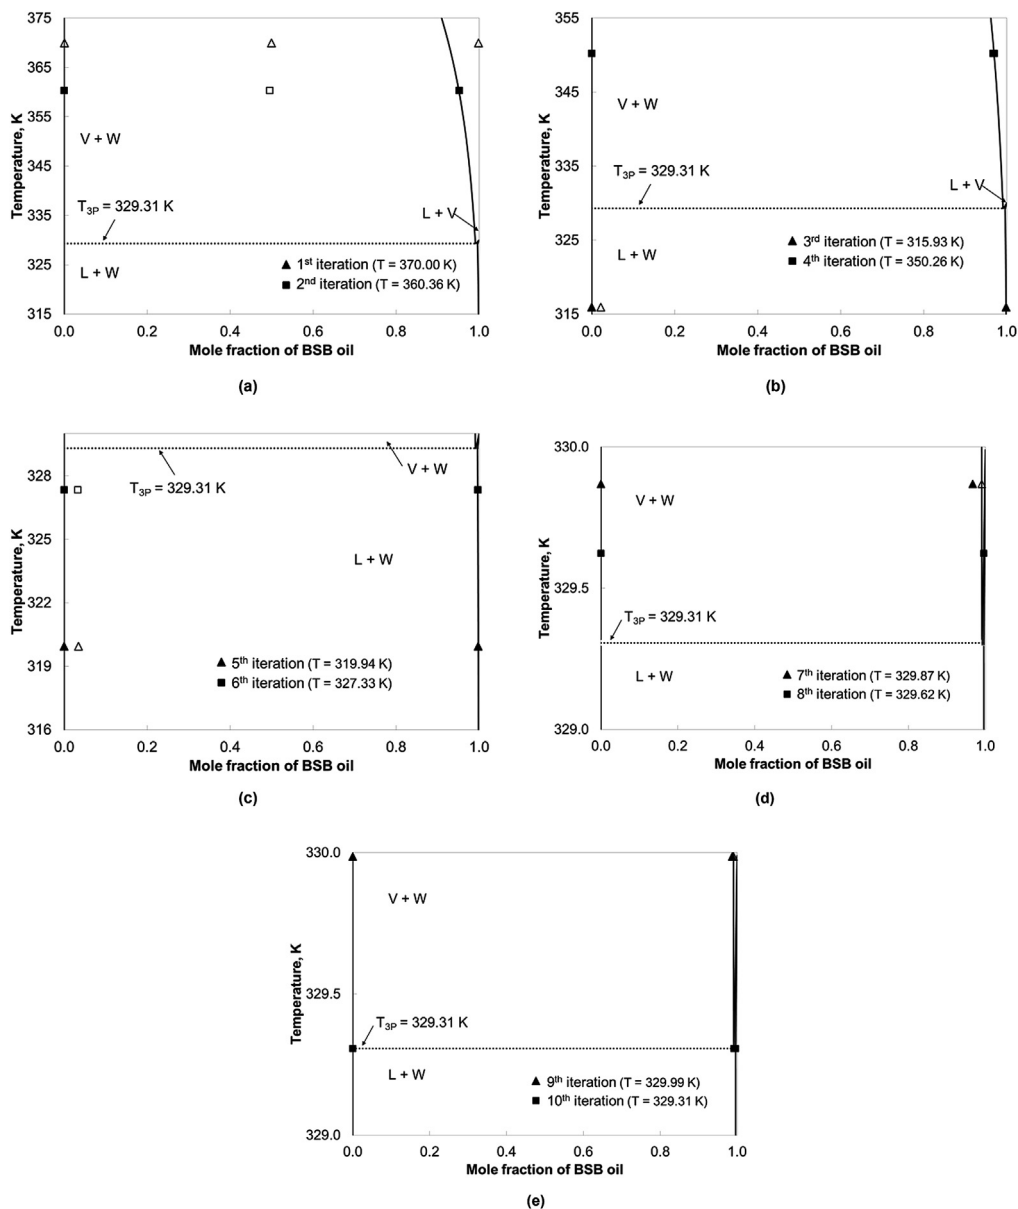 375
365
355
345
335
325
315
Temperature, K
V + W
T3P = 329.31 K
L + V
L + W
1st iteration (T = 370.00 K)
2nd iteration (T = 360.36 K)
0.0 0.2 0.4 0.6 0.8 1.0
Mole fraction of BSB oil
(a)
355
345
335
325
315
Temperature, K
V + W
T3P = 329.31 K
L + V
L + W
3rd iteration (T = 315.93 K)
4th iteration (T = 350.26 K)
0.0 0.2 0.4 0.6 0.8 1.0
Mole fraction of BSB oil
(b)
328
325
322
319
316
Temperature, K
V + W
T3P = 329.31 K
L + W
5th iteration (T = 319.94 K)
6th iteration (T = 327.33 K)
0.0 0.2 0.4 0.6 0.8 1.0
Mole fraction of BSB oil
(c)
330.0
329.5
329.0
Temperature, K
V + W
T3P = 329.31 K
L + W
7th iteration (T = 329.87 K)
8th iteration (T = 329.62 K)
0.0 0.2 0.4 0.6 0.8 1.0
Mole fraction of BSB oil
(d)
330.0
329.5
329.0
Temperature, K
V + W
T3P = 329.31 K
L + W
9th iteration (T = 329.99 K)
10th iteration (T = 329.31 K)
0.0 0.2 0.4 0.6 0.8 1.0
Mole fraction of BSB oil
(e)